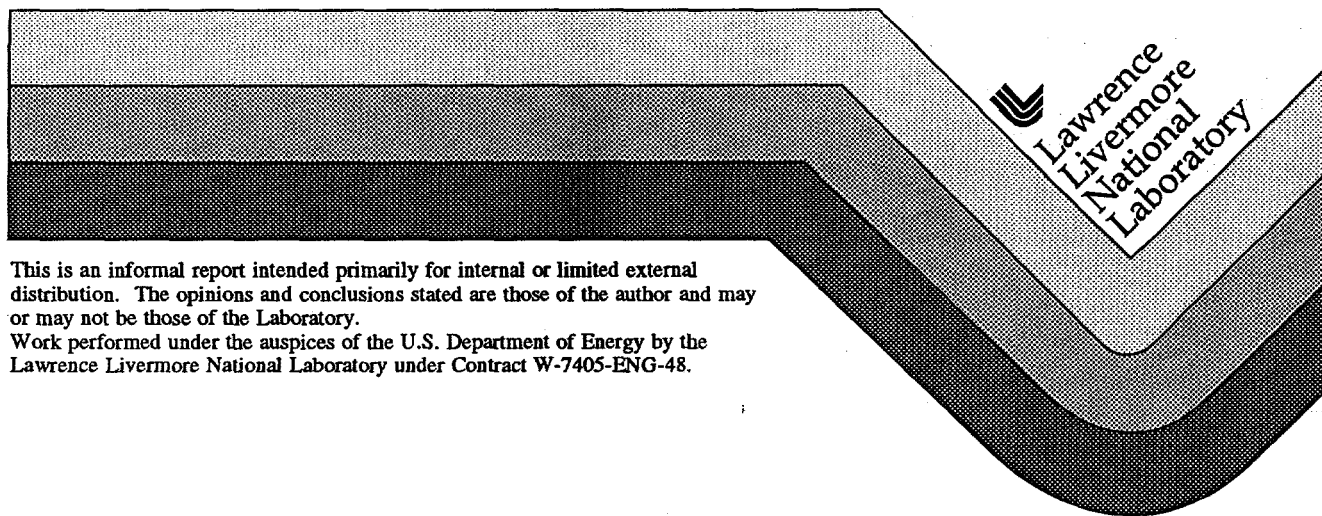 Lawrence
Livermore
National
Laboratory
This is an informal report intended primarily for internal or limited external
distribution. The opinions and conclusions stated are those of the author and may
or may not be those of the Laboratory.
Work performed under the auspices of the U.S. Department of Energy by the
Lawrence Livermore National Laboratory under Contract W-7405-ENG-48.